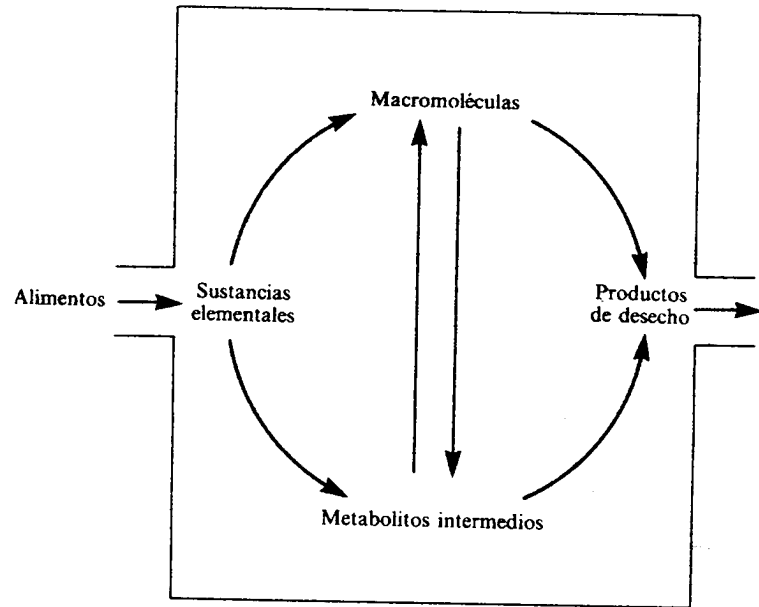 Macromoléculas
Alimentos
Sustancias
elementales
Productos
de desecho
Metabolitos intermedios